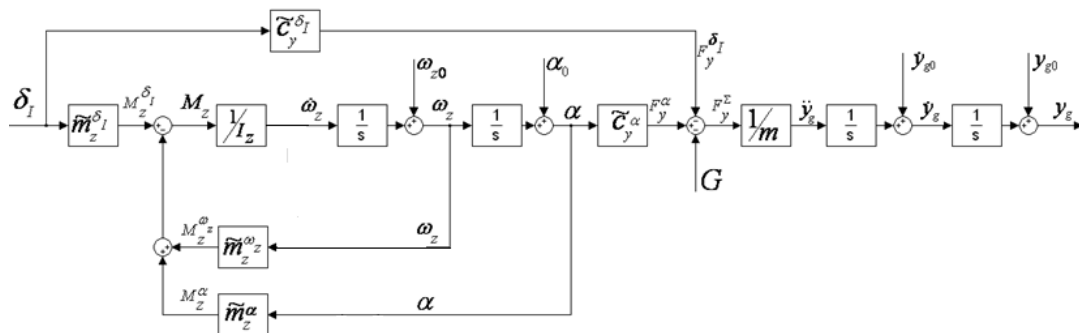 c̃_y^{δ_I}
F_y^{δ_I}
ω_{z0}
α_0
ẏ_{g0}
y_{g0}
δ_I
m̃_z^{δ_I}
M_z^{δ_I}
M_z
1/I_z
ω̇_z
1/s
ω_z
1/s
α
c̃_y^α
F_y^α
F_y^Σ
1/m
ÿ_g
1/s
ẏ_g
1/s
y_g
G
M_z^{ω_z}
m̃_z^{ω_z}
ω_z
M_z^α
m̃_z^α
α